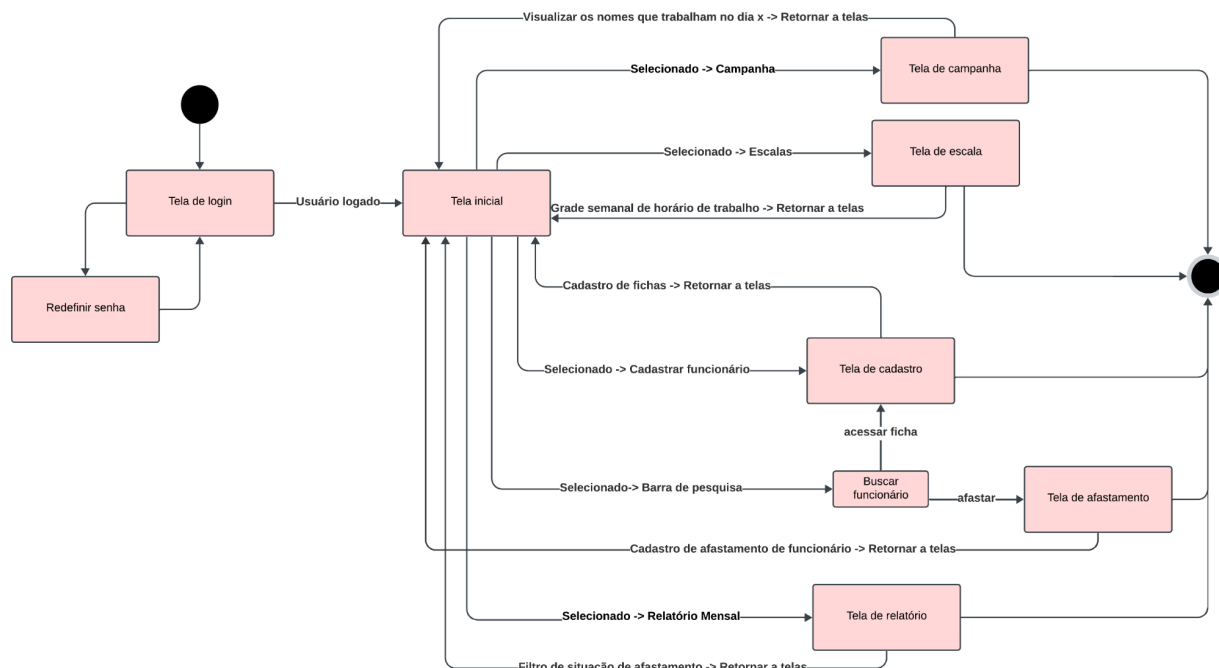 Visualizar os nomes que trabalham no dia x -> Retornar a telas
Selecionado -> Campanha
Tela de campanha
Selecionado -> Escalas
Tela de escala
Tela de login
Usuário logado
Tela inicial
Grade semanal de horário de trabalho -> Retornar a telas
Redefinir senha
Cadastro de fichas -> Retornar a telas
Selecionado -> Cadastrar funcionário
Tela de cadastro
acessar ficha
Selecionado-> Barra de pesquisa
Buscar
funcionário
afastar
Tela de afastamento
Cadastro de afastamento de funcionário -> Retornar a telas
Selecionado -> Relatório Mensal
Tela de relatório
Filtro de situação de afastamento -> Retornar a telas